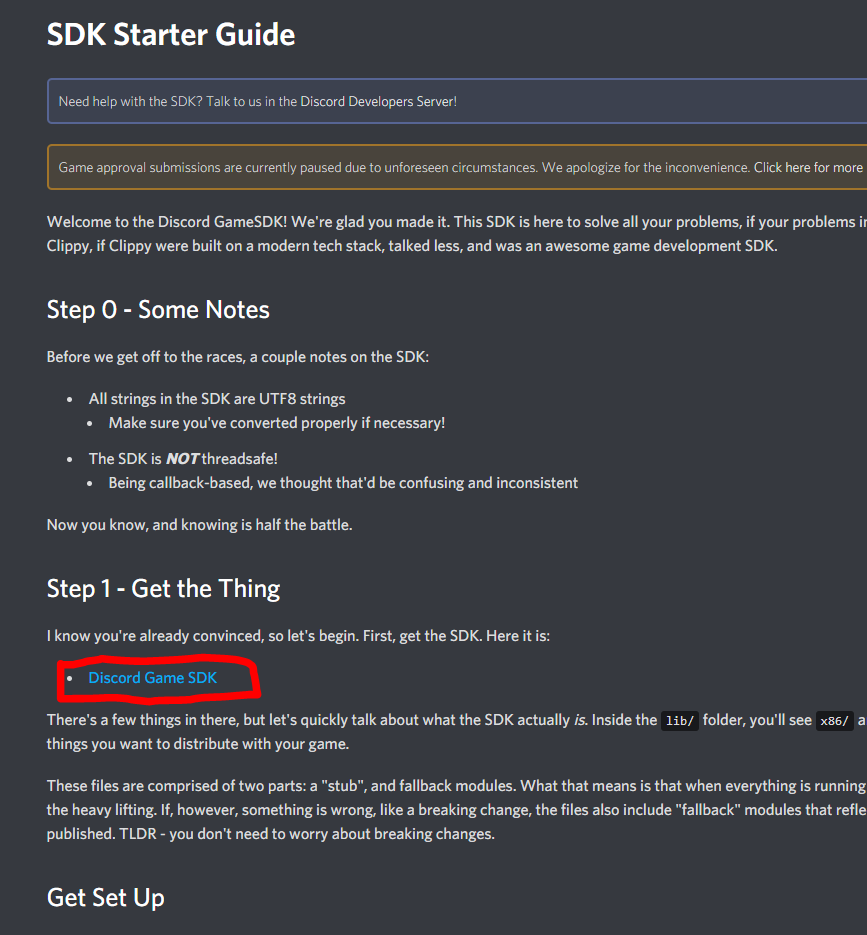 SDK Starter Guide
Need help with the SDK? Talk to us in the Discord Developers Server!
Game approval submissions are currently paused due to unforeseen circumstances. We apologize for the inconvenience. Click here for more
Welcome to the Discord GameSDK! We're glad you made it. This SDK is here to solve all your problems, if your problems in
Clippy, if Clippy were built on a modern tech stack, talked less, and was an awesome game development SDK.
Step 0 - Some Notes
Before we get off to the races, a couple notes on the SDK:
• All strings in the SDK are UTF8 strings
• Make sure you've converted properly if necessary!
• The SDK is NOT threadsafe!
• Being callback-based, we thought that'd be confusing and inconsistent
Now you know, and knowing is half the battle.
Step 1 - Get the Thing
I know you're already convinced, so let's begin. First, get the SDK. Here it is:
• Discord Game SDK
There's a few things in there, but let's quickly talk about what the SDK actually is. Inside the lib/ folder, you'll see x86/ a
things you want to distribute with your game.
These files are comprised of two parts: a "stub", and fallback modules. What that means is that when everything is running
the heavy lifting. If, however, something is wrong, like a breaking change, the files also include "fallback" modules that refle
published. TLDR - you don't need to worry about breaking changes.
Get Set Up